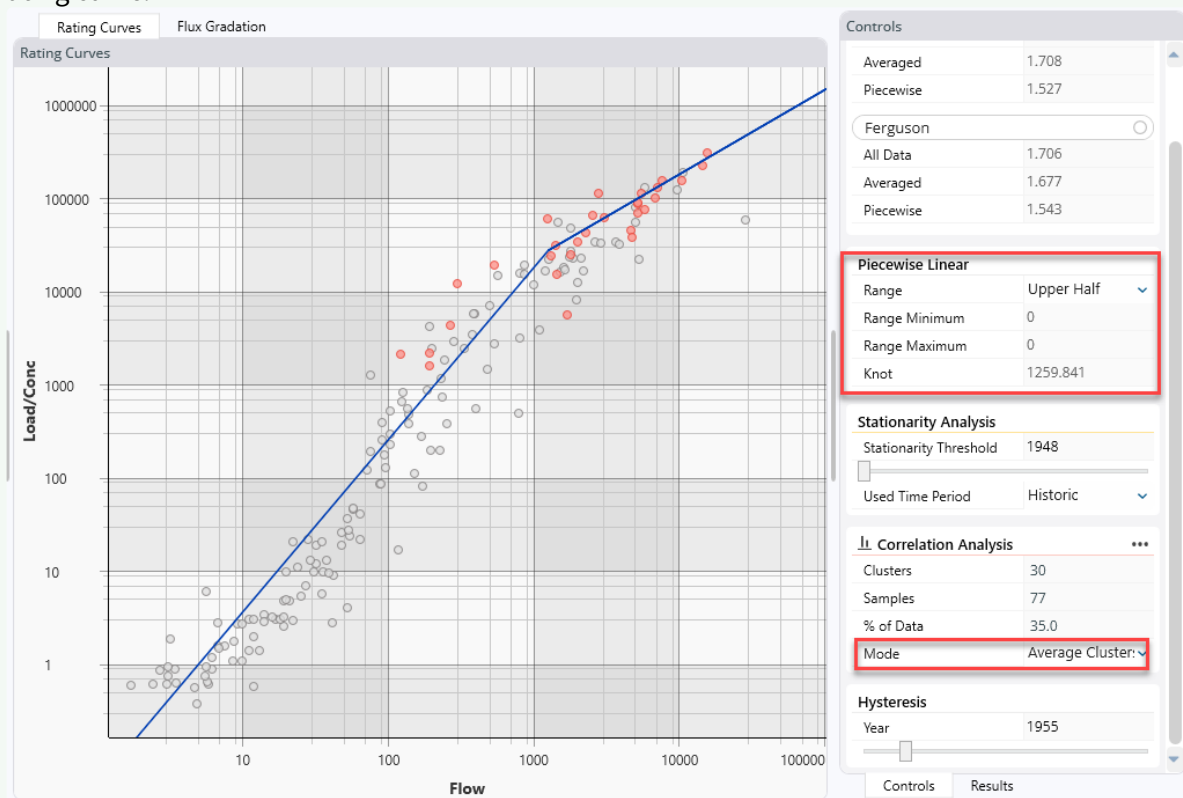 Rating Curves
Flux Gradation
Rating Curves
1000000
100000
10000
1000
100
10
1
Load/Conc
10
100
1000
10000
100000
Flow
Controls
Averaged 1.708
Piecewise 1.527
Ferguson
All Data 1.706
Averaged 1.677
Piecewise 1.543
Piecewise Linear
Range Upper Half
Range Minimum 0
Range Maximum 0
Knot 1259.841
Stationarity Analysis
Stationarity Threshold 1948
Used Time Period Historic
Correlation Analysis •••
Clusters 30
Samples 77
% of Data 35.0
Mode Average Cluster
Hysteresis
Year 1955
Controls
Results